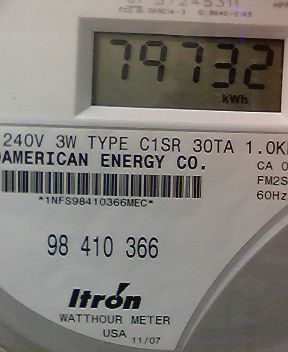 79732
kWh
240V 3W TYPE C1SR 30TA 1.0K
AMERICAN ENERGY CO.
CA 0
FM2S
60Hz
*1NFS98410366MEC*
98 410 366
Itron
WATTHOUR METER
USA 11/07